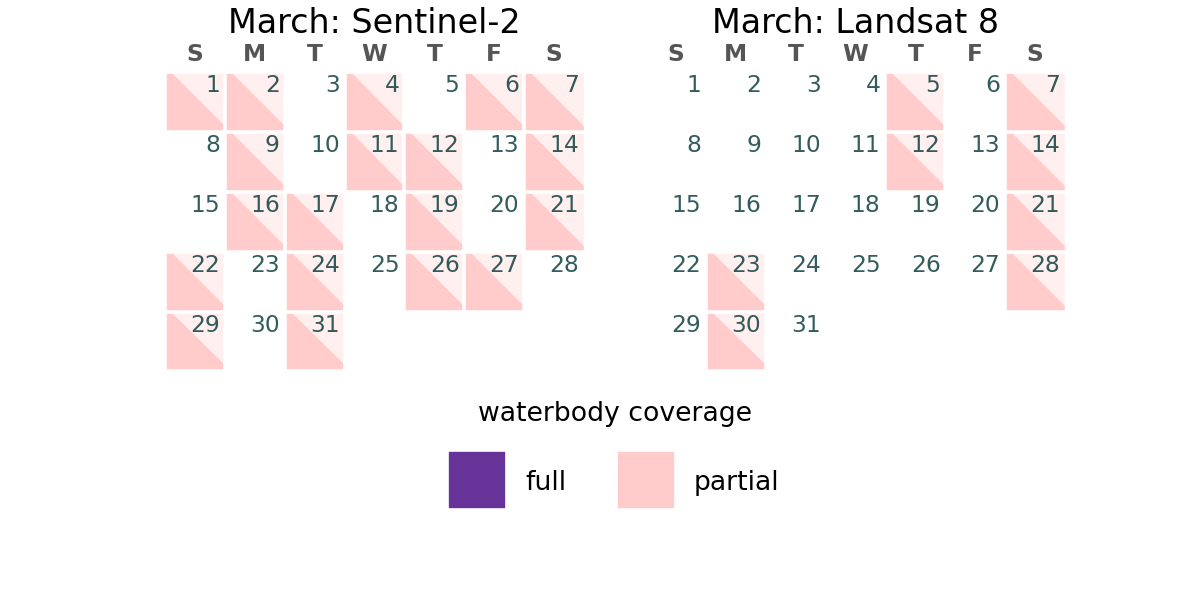 March: Sentinel-2
S M T W T F S
1 2 3 4 5 6 7
8 9 10 11 12 13 14
15 16 17 18 19 20 21
22 23 24 25 26 27 28
29 30 31
March: Landsat 8
S M T W T F S
1 2 3 4 5 6 7
8 9 10 11 12 13 14
15 16 17 18 19 20 21
22 23 24 25 26 27 28
29 30 31
waterbody coverage
full
partial